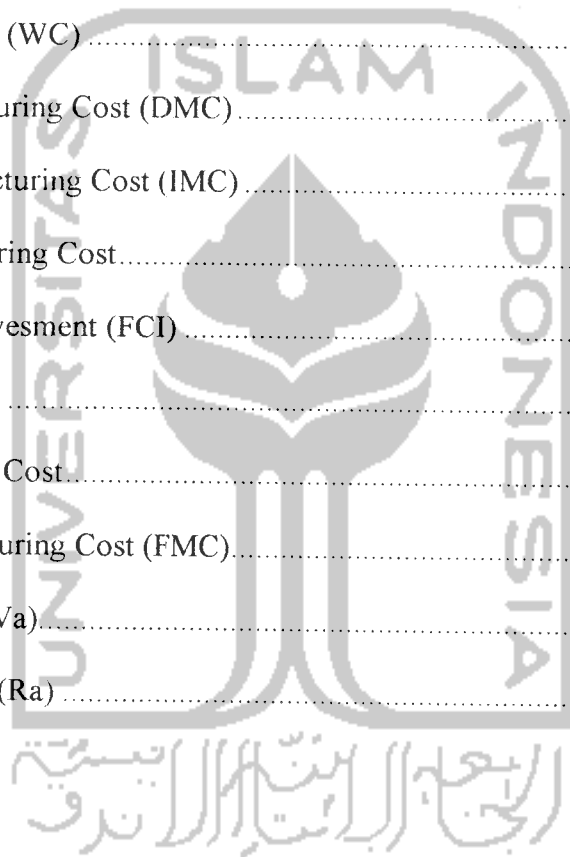 (WC)
uring Cost (DMC)
cturing Cost (IMC)
ring Cost
vesment (FCI)
Cost
uring Cost (FMC)
Va)
(Ra)
UNIVERSITAS
ISLAM
INDONESIA